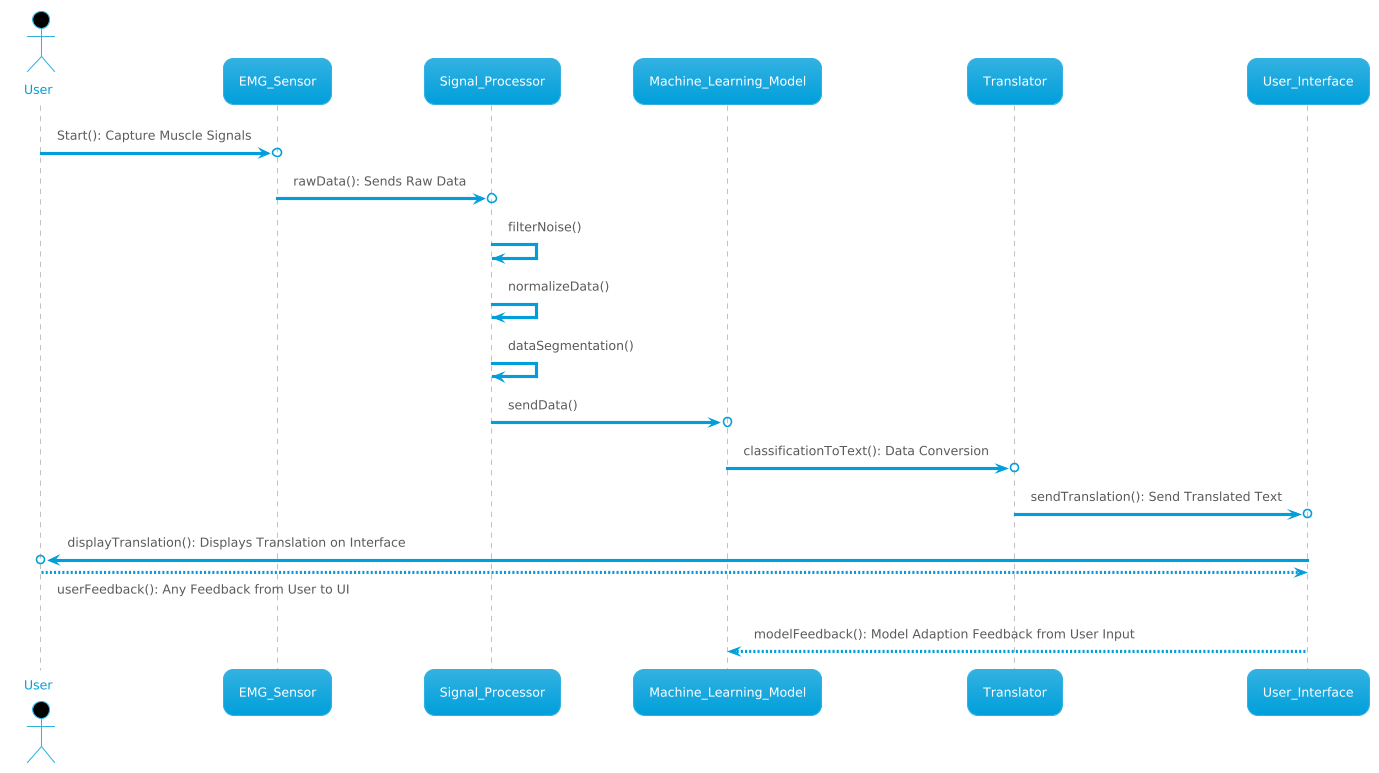 User
EMG_Sensor
Signal_Processor
Machine_Learning_Model
Translator
User_Interface
Start(): Capture Muscle Signals
rawData(): Sends Raw Data
filterNoise()
normalizeData()
dataSegmentation()
sendData()
classificationToText(): Data Conversion
sendTranslation(): Send Translated Text
displayTranslation(): Displays Translation on Interface
userFeedback(): Any Feedback from User to UI
modelFeedback(): Model Adaption Feedback from User Input
User
EMG_Sensor
Signal_Processor
Machine_Learning_Model
Translator
User_Interface